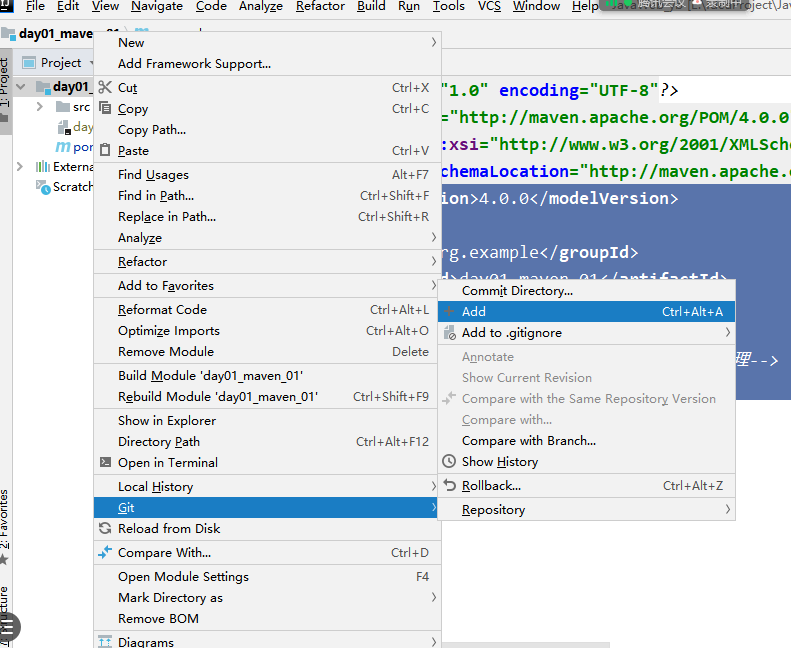 File Edit View Navigate Code Analyze Refactor Build Run Tools VCS Window Help
腾讯会议
day01_maven_01
Project
1: Project
day01_
src
day
Externa
Scratch
2: Favorites
New
Add Framework Support...
Cut Ctrl+X
Copy Ctrl+C
Copy Path...
Paste Ctrl+V
Find Usages Alt+F7
Find in Path... Ctrl+Shift+F
Replace in Path... Ctrl+Shift+R
Analyze
Refactor
Add to Favorites
Reformat Code Ctrl+Alt+L
Optimize Imports Ctrl+Alt+O
Remove Module Delete
Build Module 'day01_maven_01'
Rebuild Module 'day01_maven_01' Ctrl+Shift+F9
Show in Explorer
Directory Path Ctrl+Alt+F12
Open in Terminal
Local History
Git
Reload from Disk
Compare With... Ctrl+D
Open Module Settings F4
Mark Directory as
Remove BOM
Diagrams
"1.0" encoding="UTF-8"?>
="http://maven.apache.org/POM/4.0.0
:xsi="http://www.w3.org/2001/XMLSche
chemaLocation="http://maven.apache.o
ion>4.0.0</modelVersion>
rg.example</groupId>
d>day01_maven_01</artifactId>
理-->
Commit Directory...
Add Ctrl+Alt+A
Add to .gitignore
Annotate
Show Current Revision
Compare with the Same Repository Version
Compare with...
Compare with Branch...
Show History
Rollback... Ctrl+Alt+Z
Repository